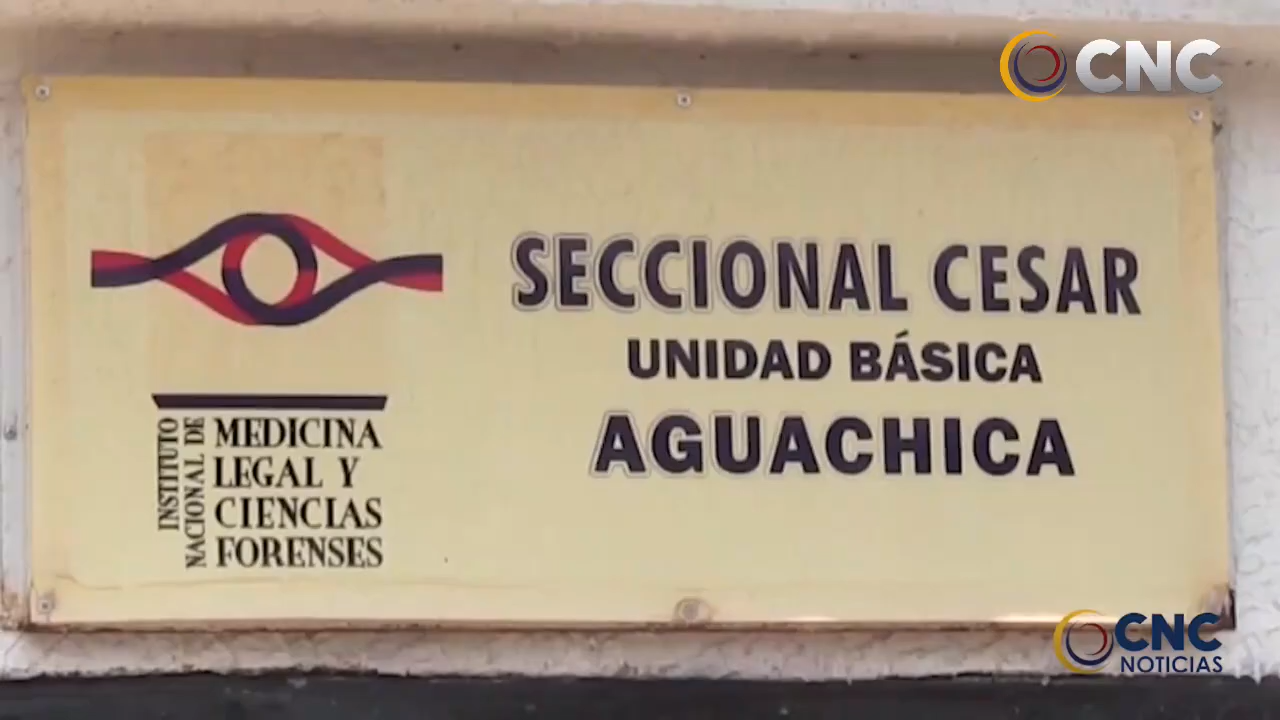 CNC
SECCIONAL CESAR
UNIDAD BÁSICA
AGUACHICA
INSTITUTO
NACIONAL DE
MEDICINA
LEGAL Y
CIENCIAS
FORENSES
CNC
NOTICIAS